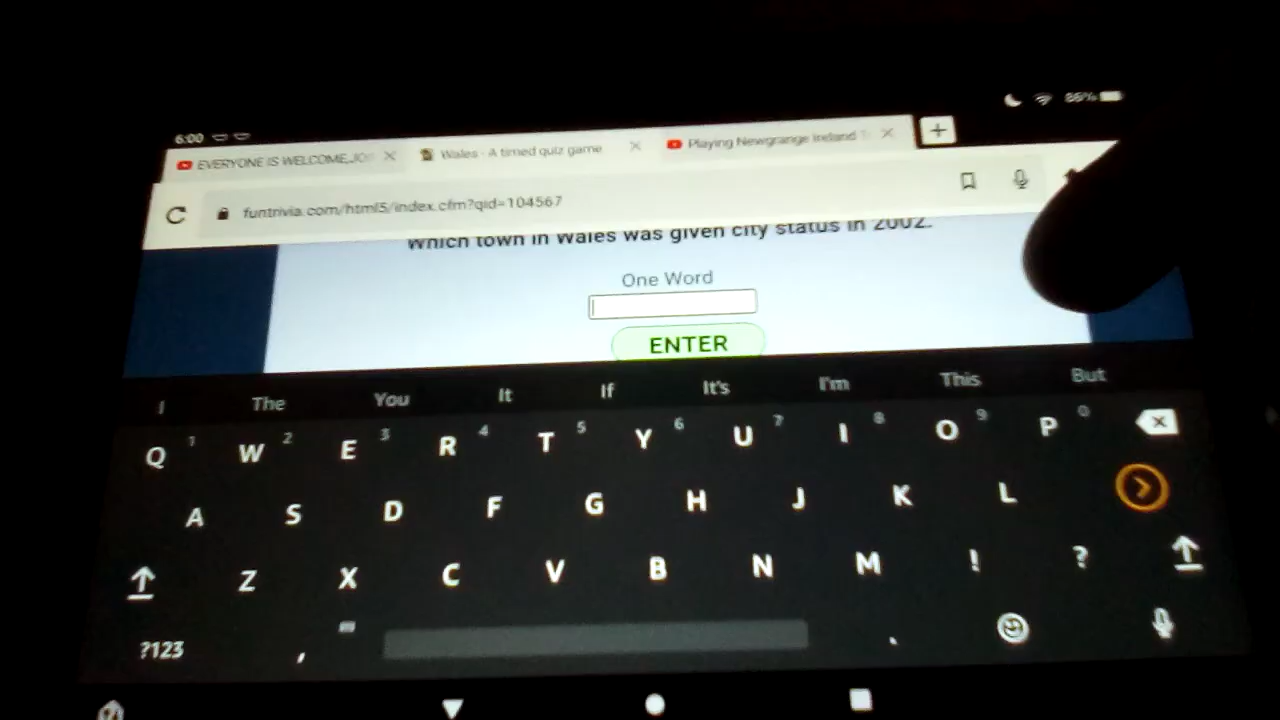 6:00 86%
EVERYONE IS WELCOME,JO Wales - A timed quiz game Playing Newgrange Ireland
funtrivia.com/html5/index.cfm?qid=104567
Which town in Wales was given city status in 2002.
One Word
ENTER
I The You It If It's I'm This But
Q 1 W 2 E 3 R 4 T 5 Y 6 U 7 I 8 O 9 P 0
A S D F G H J K L
Z X C V B N M ! ?
?123 , .